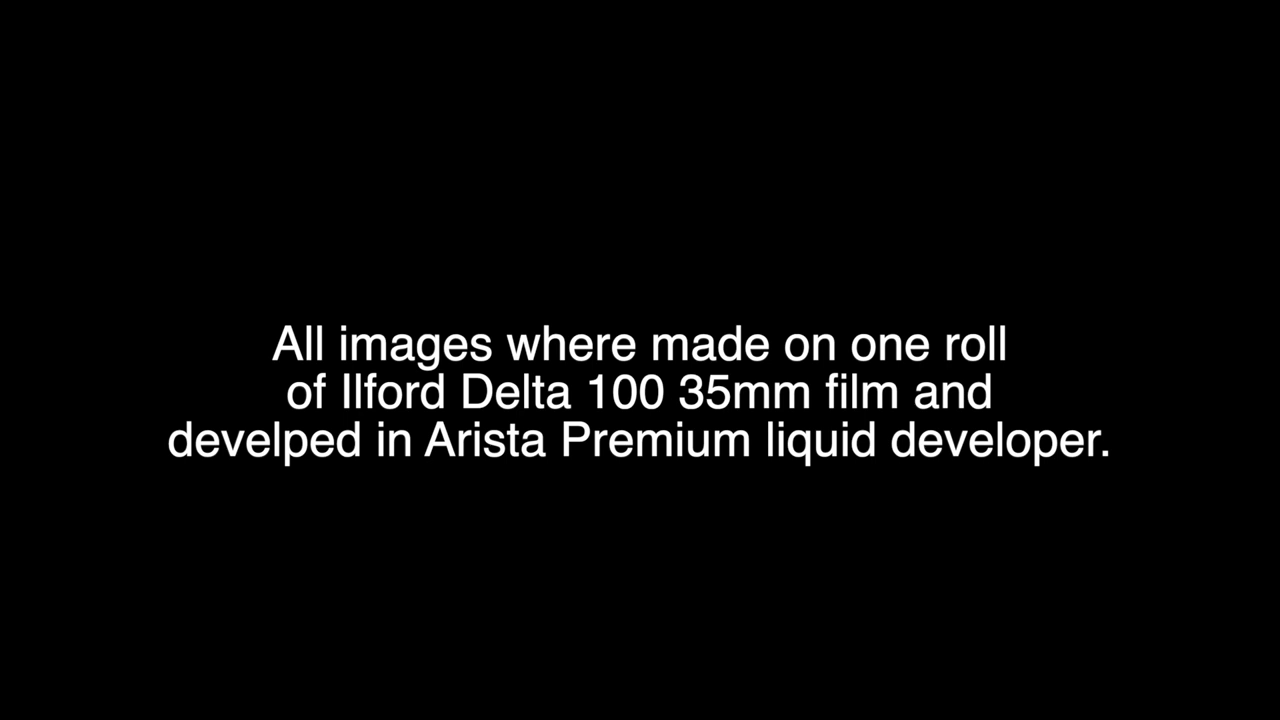 All images where made on one roll
of Ilford Delta 100 35mm film and
develped in Arista Premium liquid developer.